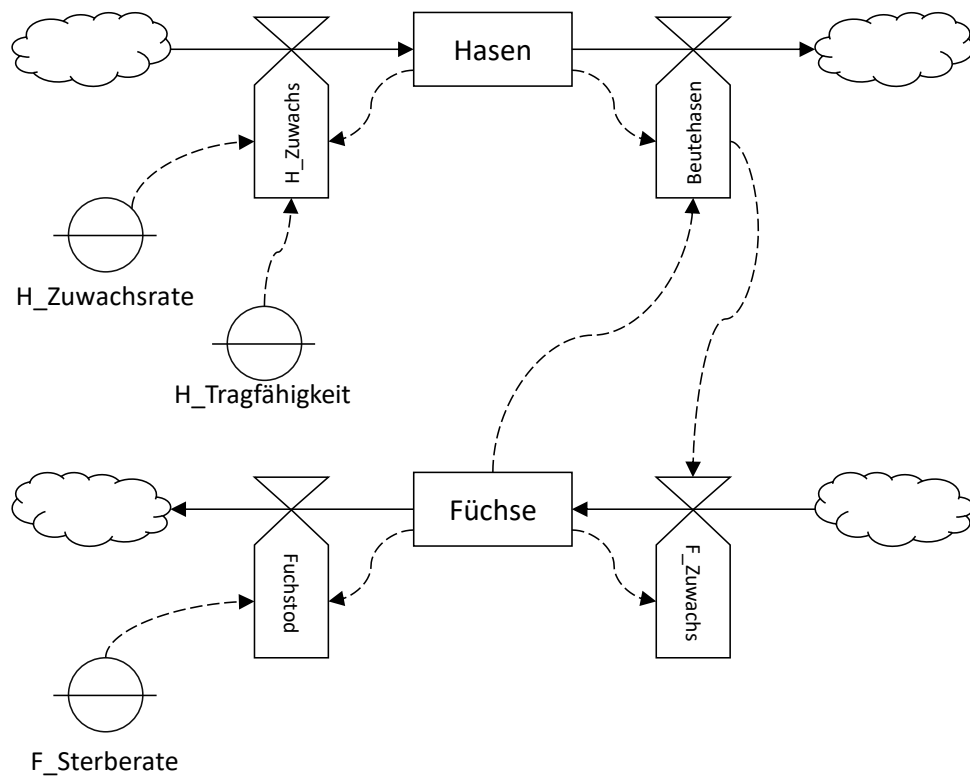 Hasen
H_Zuwachs
Beutehasen
H_Zuwachsrate
H_Tragfähigkeit
Füchse
Fuchstod
F_Zuwachs
F_Sterberate